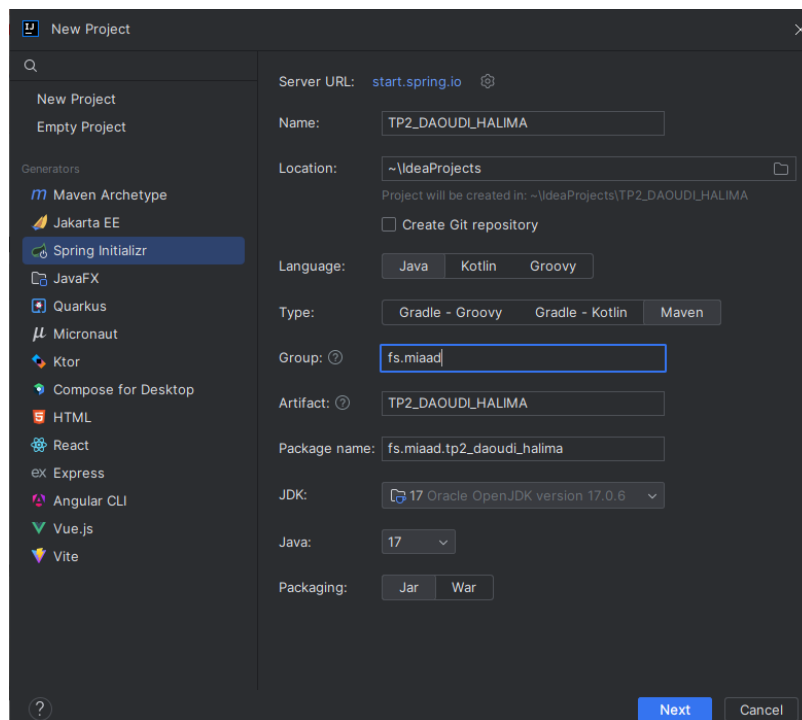 New Project
New Project
Empty Project
Generators
Maven Archetype
Jakarta EE
Spring Initializr
JavaFX
Quarkus
Micronaut
Ktor
Compose for Desktop
HTML
React
ex Express
Angular CLI
Vue.js
Vite
Server URL: start.spring.io
Name: TP2_DAOUDI_HALIMA
Location: ~\IdeaProjects
Project will be created in: ~\IdeaProjects\TP2_DAOUDI_HALIMA
Create Git repository
Language: Java Kotlin Groovy
Type: Gradle - Groovy Gradle - Kotlin Maven
Group: ? fs.miaad
Artifact: ? TP2_DAOUDI_HALIMA
Package name: fs.miaad.tp2_daoudi_halima
JDK: 17 Oracle OpenJDK version 17.0.6
Java: 17
Packaging: Jar War
? Next Cancel